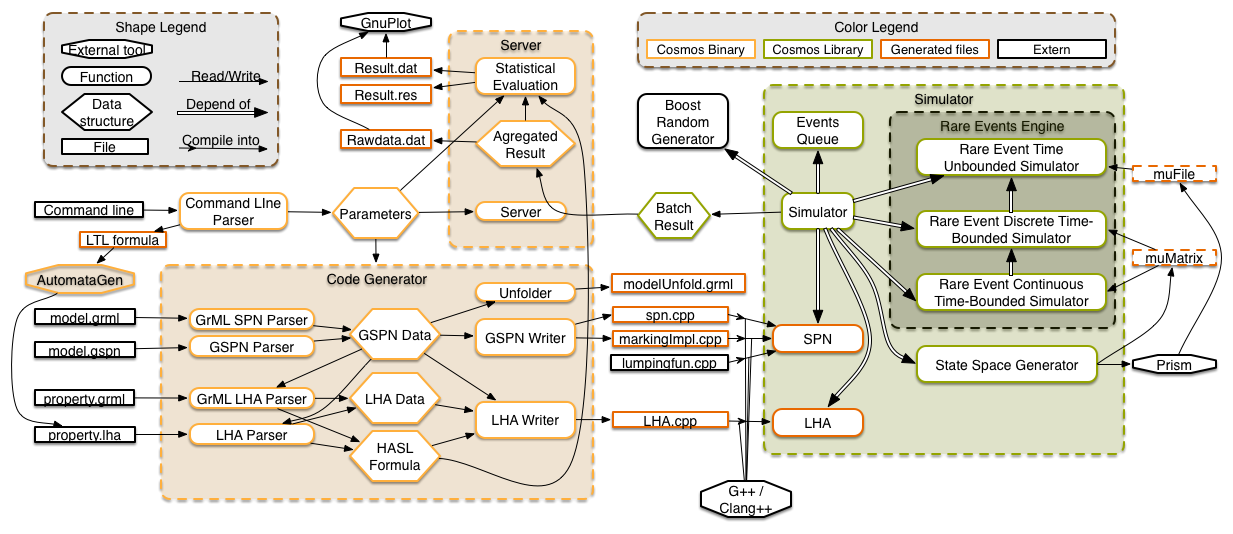 Shape Legend
External tool
Function
Read/Write
Data
structure
Depend of
File
Compile into
GnuPlot
Result.dat
Result.res
Rawdata.dat
Server
Statistical
Evaluation
Agregated
Result
Server
Color Legend
Cosmos Binary
Cosmos Library
Generated files
Extern
Boost
Random
Generator
Batch
Result
Simulator
Events
Queue
Simulator
Rare Events Engine
Rare Event Time
Unbounded Simulator
Rare Event Discrete Time-
Bounded Simulator
Rare Event Continuous
Time-Bounded Simulator
muFile
muMatrix
State Space Generator
Prism
SPN
LHA
Command line
Command LIne
Parser
Parameters
LTL formula
AutomataGen
model.grml
model.gspn
property.grml
property.lha
Code Generator
GrML SPN Parser
GSPN Parser
GrML LHA Parser
LHA Parser
GSPN Data
LHA Data
HASL
Formula
Unfolder
GSPN Writer
LHA Writer
modelUnfold.grml
spn.cpp
markingImpl.cpp
lumpingfun.cpp
LHA.cpp
G++ /
Clang++